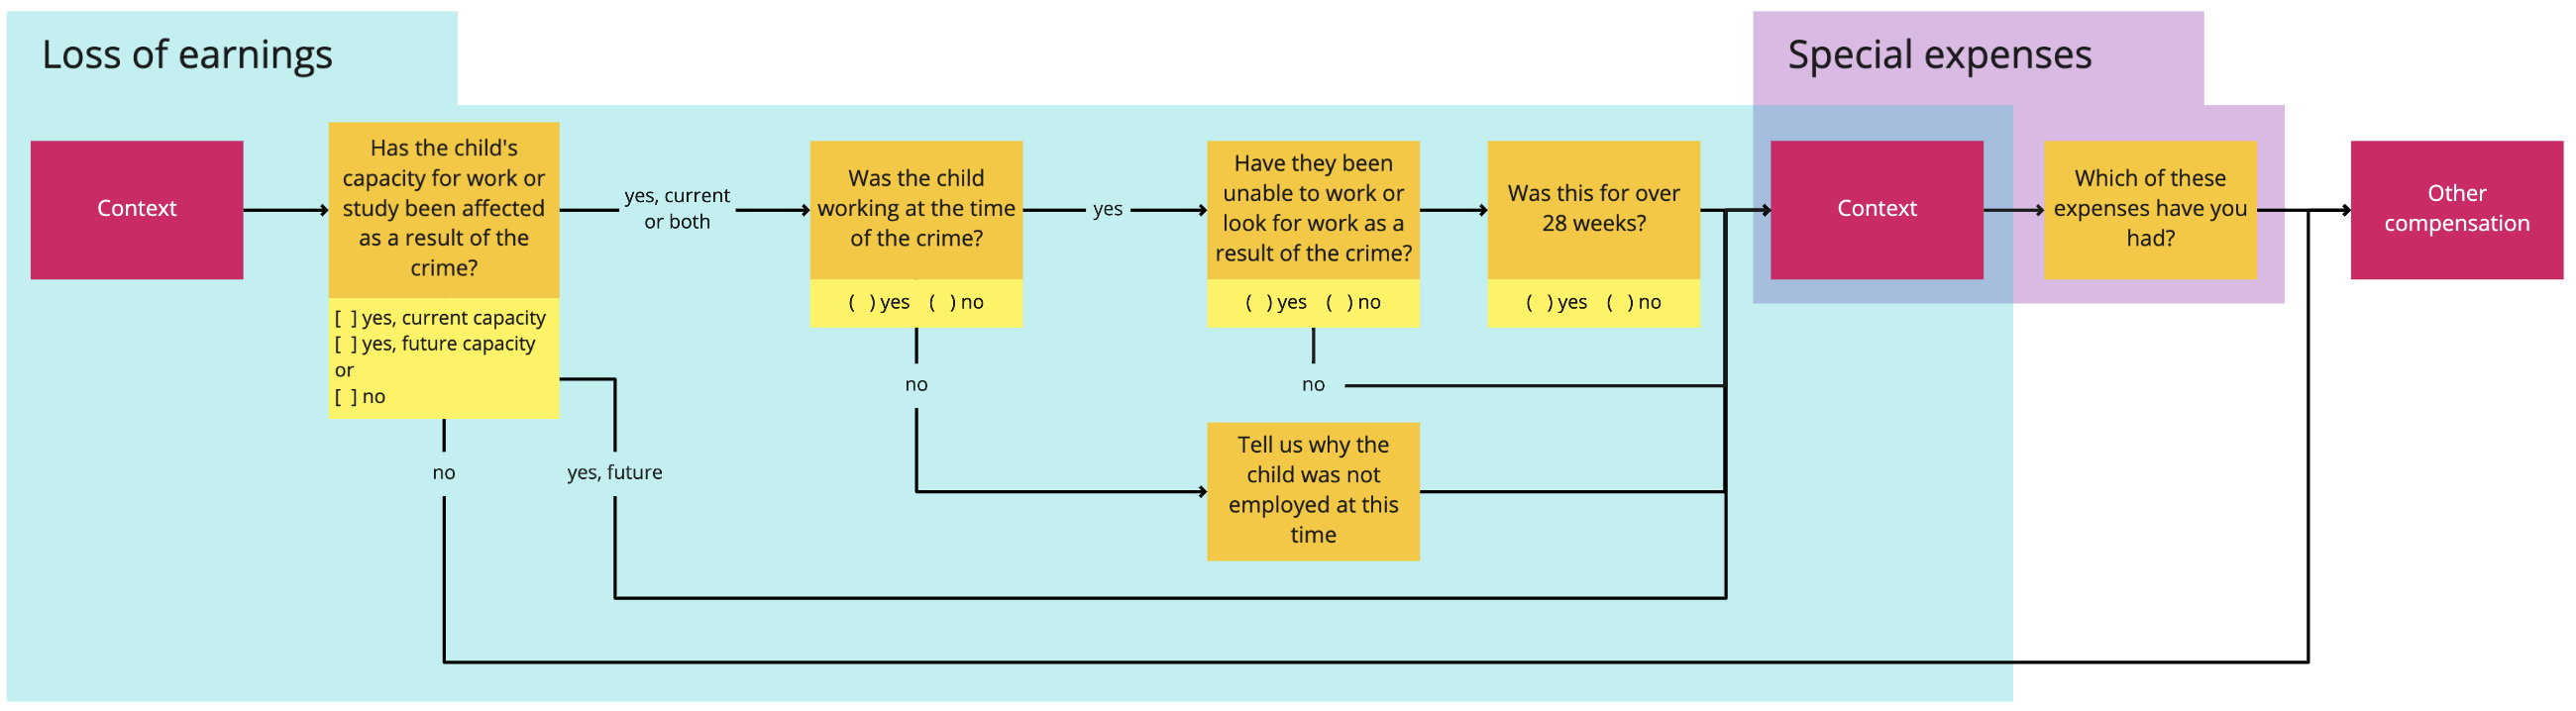 Loss of earnings
Special expenses
Context
Has the child's
capacity for work or
study been affected
as a result of the
crime?
[ ] yes, current capacity
[ ] yes, future capacity
or
[ ] no
yes, current
or both
Was the child
working at the time
of the crime?
( ) yes ( ) no
yes
Have they been
unable to work or
look for work as a
result of the crime?
( ) yes ( ) no
Was this for over
28 weeks?
( ) yes ( ) no
Context
Which of these
expenses have you
had?
Other
compensation
no
no
no
yes, future
Tell us why the
child was not
employed at this
time